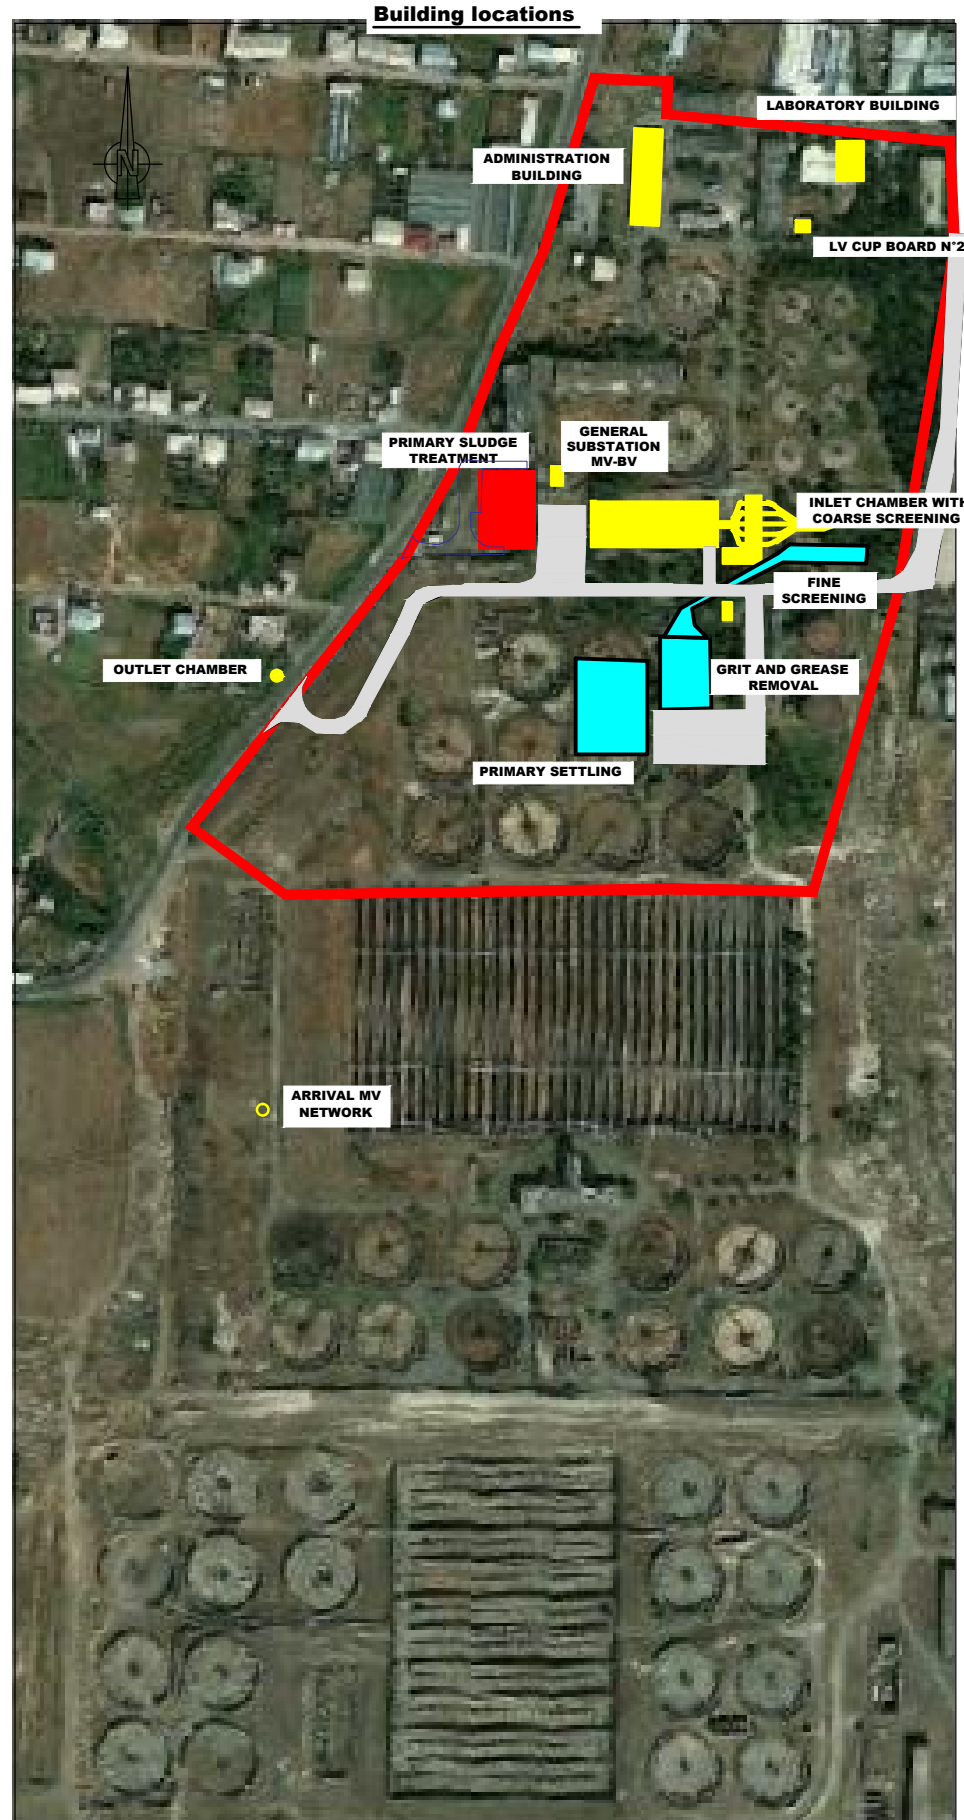 Building locations
LABORATORY BUILDING
ADMINISTRATION
BUILDING
N
LV CUP BOARD N°2
GENERAL
SUBSTATION
MV-BV
PRIMARY SLUDGE
TREATMENT
INLET CHAMBER WITH
COARSE SCREENING
FINE
SCREENING
OUTLET CHAMBER
GRIT AND GREASE
REMOVAL
PRIMARY SETTLING
ARRIVAL MV
NETWORK